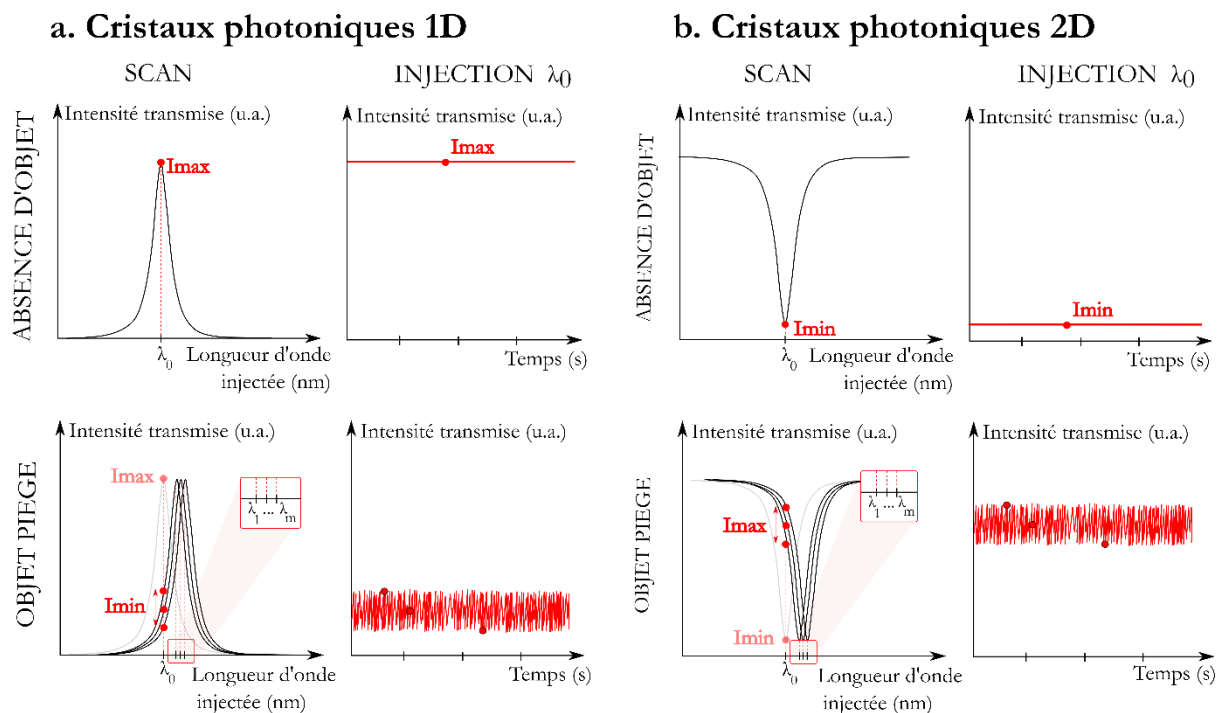 a. Cristaux photoniques 1D
SCAN
INJECTION λ0
ABSENCE D'OBJET
Intensité transmise (u.a.)
Imax
λ0
Longueur d'onde
injectée (nm)
Intensité transmise (u.a.)
Imax
Temps (s)
OBJET PIEGE
Intensité transmise (u.a.)
Imax
Imin
λ1 ... λm
λ0
Longueur d'onde
injectée (nm)
Intensité transmise (u.a.)
Temps (s)
b. Cristaux photoniques 2D
SCAN
INJECTION λ0
ABSENCE D'OBJET
Intensité transmise (u.a.)
Imin
λ0
Longueur d'onde
injectée (nm)
Intensité transmise (u.a.)
Imin
Temps (s)
OBJET PIEGE
Intensité transmise (u.a.)
Imax
Imin
λ1 ... λm
λ0
Longueur d'onde
injectée (nm)
Intensité transmise (u.a.)
Temps (s)